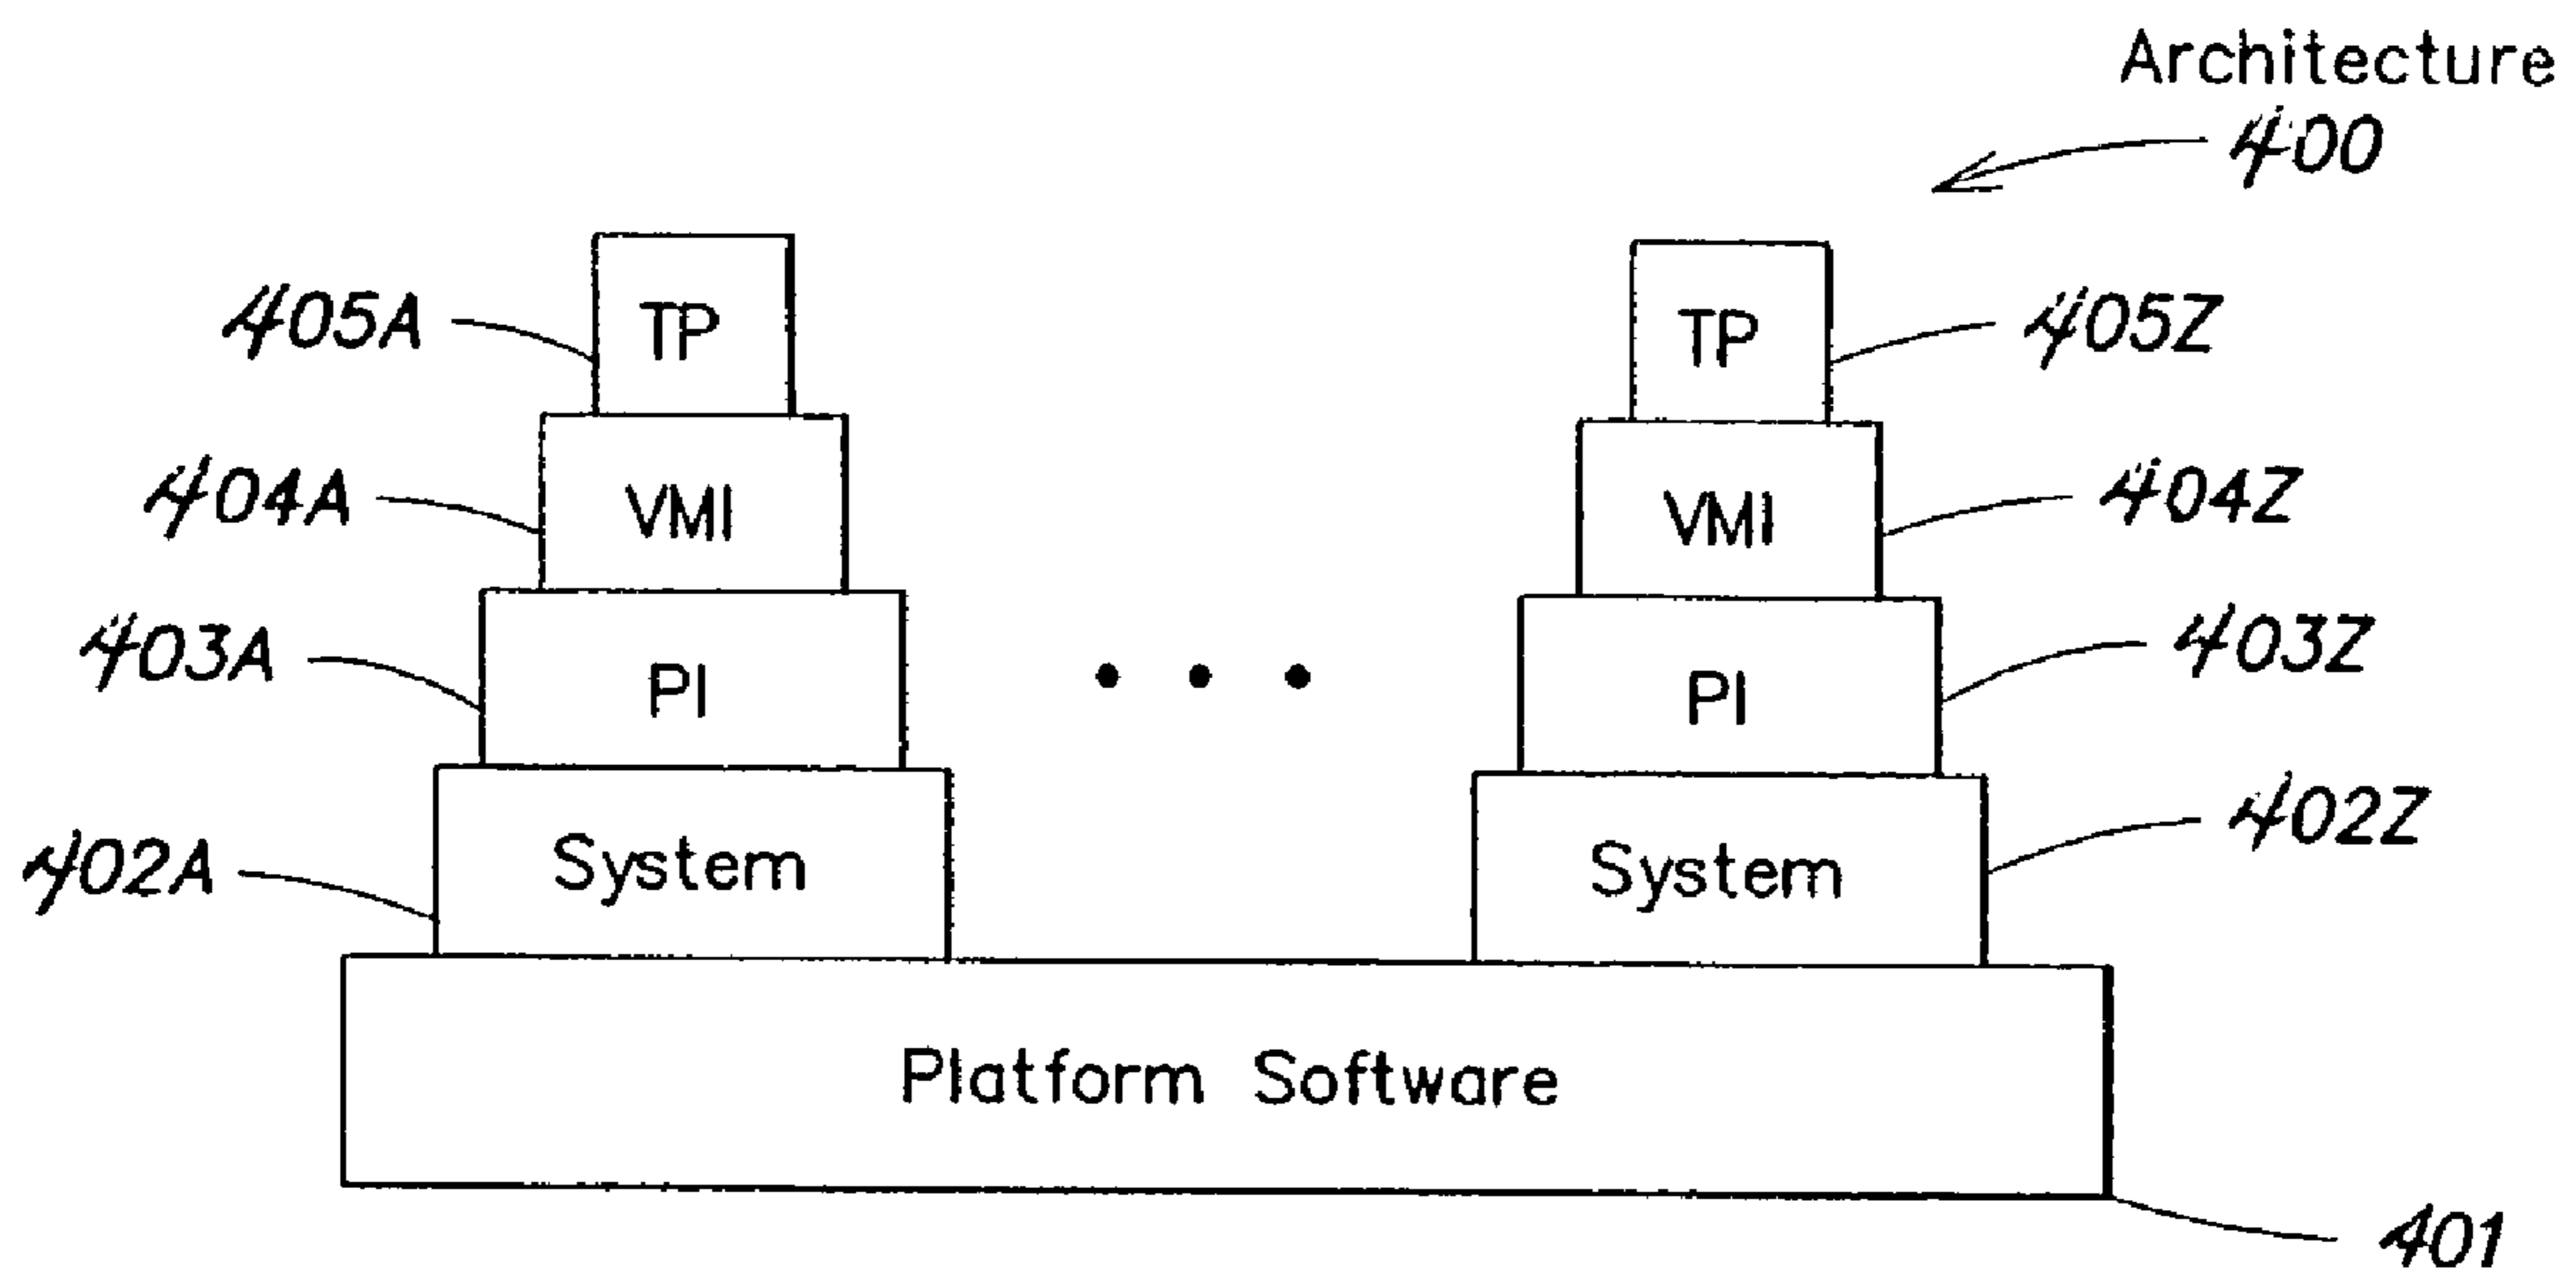 Architecture
400
405A TP TP 405Z
404A VMI VMI 404Z
403A PI PI 403Z
402A System System 402Z
Platform Software
401